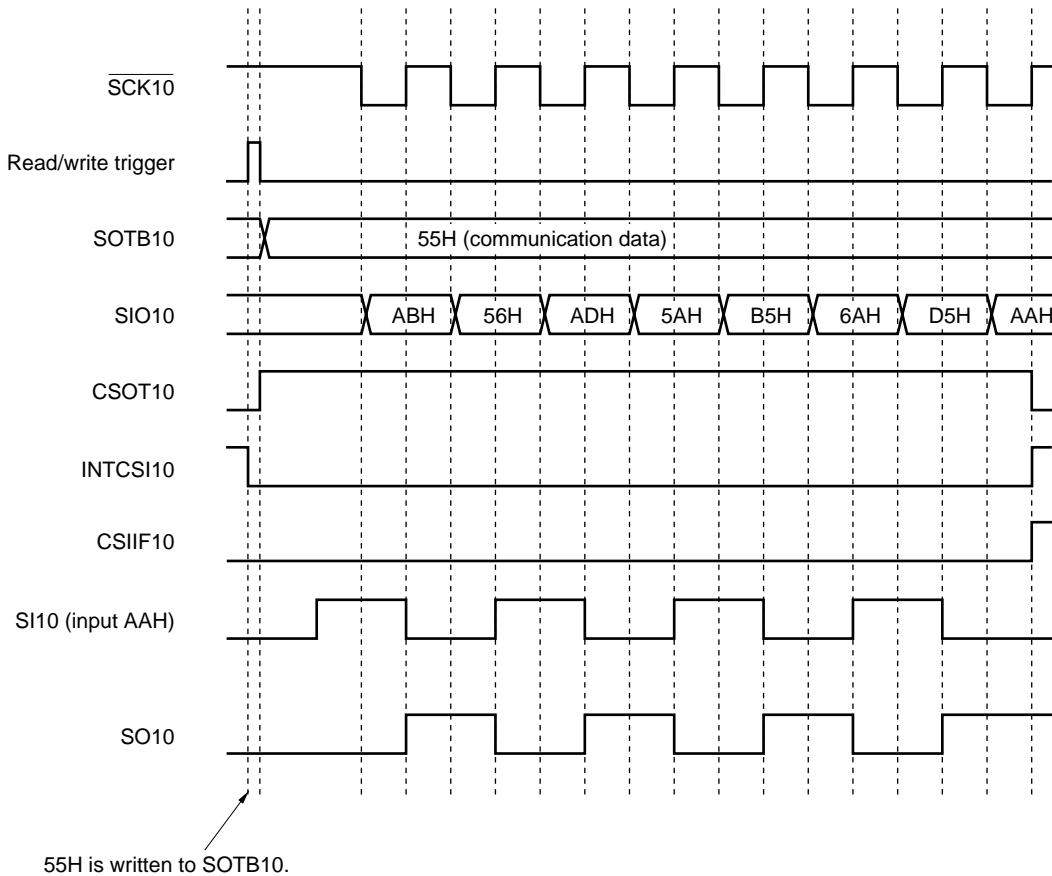 SCK10
Read/write trigger
SOTB10
55H (communication data)
SIO10
ABH 56H ADH 5AH B5H 6AH D5H AAH
CSOT10
INTCSI10
CSIIF10
SI10 (input AAH)
SO10
55H is written to SOTB10.